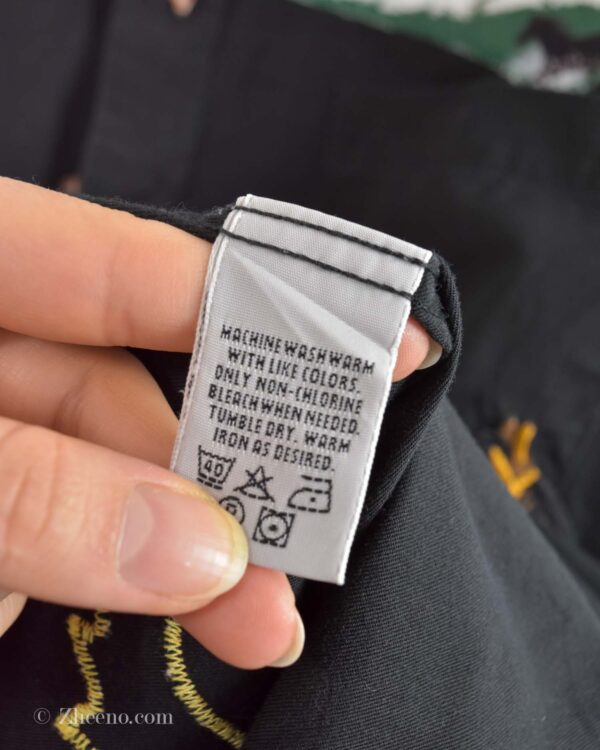 MACHINE WASH WARM
WITH LIKE COLORS.
ONLY NON-CHLORINE
BLEACH WHEN NEEDED.
TUMBLE DRY. WARM
IRON AS DESIRED.
40
© Zheeno.com